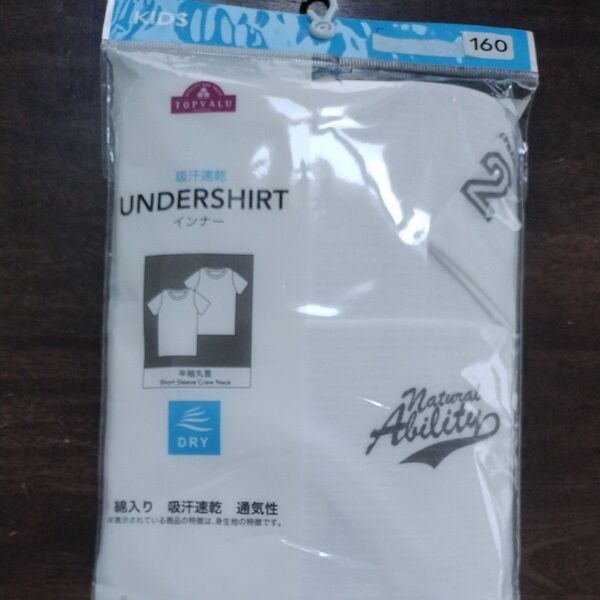 KIDS
160
TOPVALU
吸汗速乾
UNDERSHIRT
インナー
2
半袖丸首
Short Sleeve Crew Neck
Natural
Ability
DRY
綿入り 吸汗速乾 通気性
※表示されている商品の特徴は、身生地の特徴です。